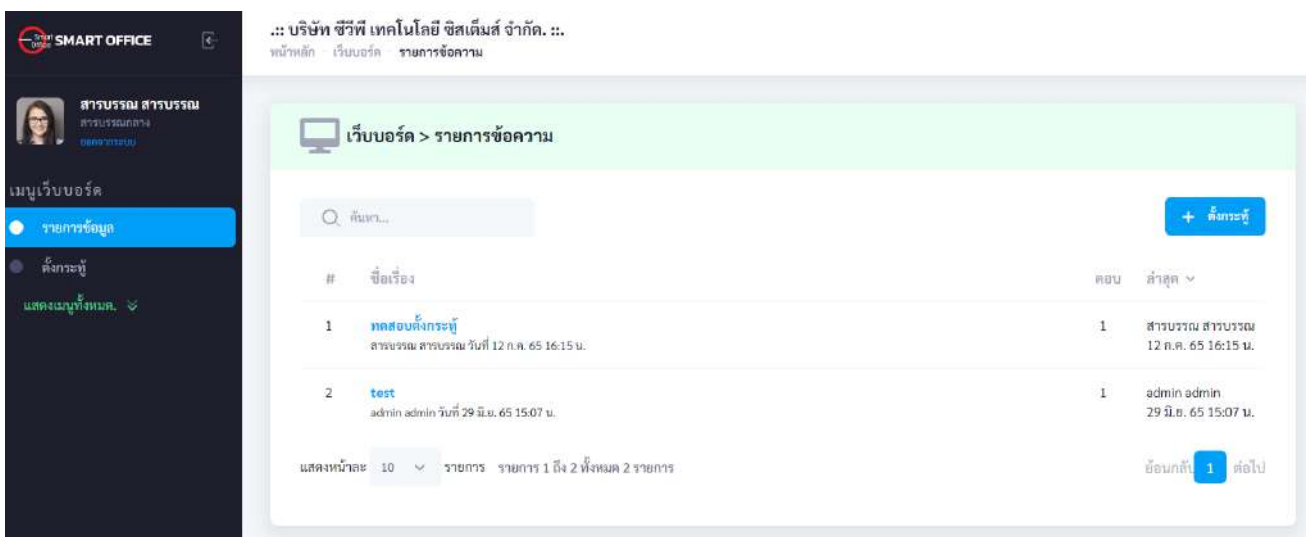 Smart Office SMART OFFICE
.:: บริษัท ซีวีพี เทคโนโลยี ซิสเต็มส์ จำกัด. ::.
หน้าหลัก - เว็บบอร์ด - รายการข้อความ
สารบรรณ สารบรรณ
สารบรรณกลาง
ออกจากระบบ
เมนูเว็บบอร์ด
รายการข้อมูล
ตั้งกระทู้
แสดงเมนูทั้งหมด.
เว็บบอร์ด > รายการข้อความ
ค้นหา...
+ ตั้งกระทู้
# ชื่อเรื่อง ตอบ ล่าสุด
1 ทดสอบตั้งกระทู้ 1 สารบรรณ สารบรรณ
สารบรรณ สารบรรณ วันที่ 12 ก.ค. 65 16:15 น. 12 ก.ค. 65 16:15 น.
2 test 1 admin admin
admin admin วันที่ 29 มิ.ย. 65 15:07 น. 29 มิ.ย. 65 15:07 น.
แสดงหน้าละ 10 รายการ รายการ 1 ถึง 2 ทั้งหมด 2 รายการ ย้อนกลับ 1 ต่อไป